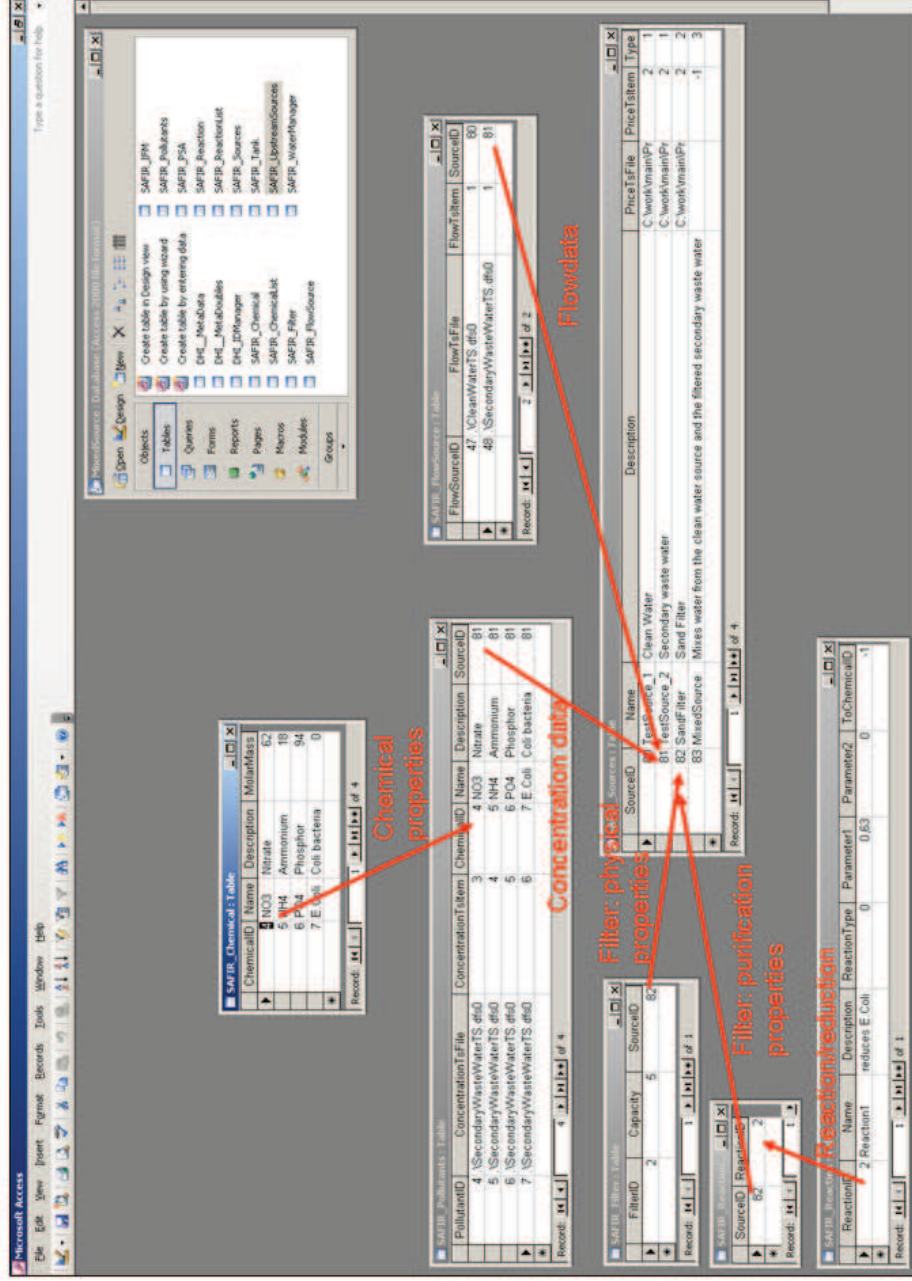 Microsoft Access
File Edit View Insert Format Records Tools Window Help
Type a question for help
SAFIR_Chemical : Table
ChemicalID Name Description MolarMass
4 NO3 Nitrate 62
5 NH4 Ammonium 18
6 PO4 Phosphor 94
7 E.Coli Coli bacteria 0
Record: 1 of 4
Chemical
properties
MixedSource : Database (Access 2000 file format)
Open Design New
Objects
Tables
Queries
Forms
Reports
Pages
Macros
Modules
Groups
Create table in Design view
Create table by using wizard
Create table by entering data
DHI__MetaData
DHI__MetaDoubles
DHI_IDManager
SAFIR_Chemical
SAFIR_ChemicalList
SAFIR_Filter
SAFIR_FlowSource
SAFIR_IFM
SAFIR_Pollutants
SAFIR_PSA
SAFIR_Reaction
SAFIR_ReactionList
SAFIR_Sources
SAFIR_Tank
SAFIR_UpstreamSources
SAFIR_WaterManager
SAFIR_Pollutants : Table
PollutantID ConcentrationTsFile ConcentrationTsItem ChemicalID Name Description SourceID
4 .\SecondaryWasteWaterTS.dfs0 3 4 NO3 Nitrate 81
5 .\SecondaryWasteWaterTS.dfs0 4 5 NH4 Ammonium 81
6 .\SecondaryWasteWaterTS.dfs0 5 6 PO4 Phosphor 81
7 .\SecondaryWasteWaterTS.dfs0 6 7 E.Coli Coli bacteria 81
Record: 4 of 4
Concentration data
SAFIR_FlowSource : Table
FlowSourceID FlowTsFile FlowTsItem SourceID
47 .\CleanWaterTS.dfs0 1 80
48 .\SecondaryWasteWaterTS.dfs0 1 81
Record: 2 of 2
Flowdata
SAFIR_Filter : Table
FilterID Capacity SourceID
2 5 82
Record: 1 of 1
Filter: physical
properties
Sources : Table
SourceID Name Description PriceTsFile PriceTsItem Type
80 TestSource_1 Clean Water C:\work\main\Pr 2 1
81 TestSource_2 Secondary waste water C:\work\main\Pr 2 1
82 SadFilter Sand Filter C:\work\main\Pr 2 2
83 MixedSource Mixes water from the clean water source and the filtered secondary waste water -1 3
Record: 1 of 4
SAFIR_Reaction
SourceID ReactionID
82 2
Record: 1
Filter: purification
properties
SAFIR_Reaction
Reaction/reduction
ReactionID Name Description ReactionType Parameter1 Parameter2 ToChemicalID
2 Reaction1 reduces E.Coli 0 0,63 0 -1
Record: 1 of 1